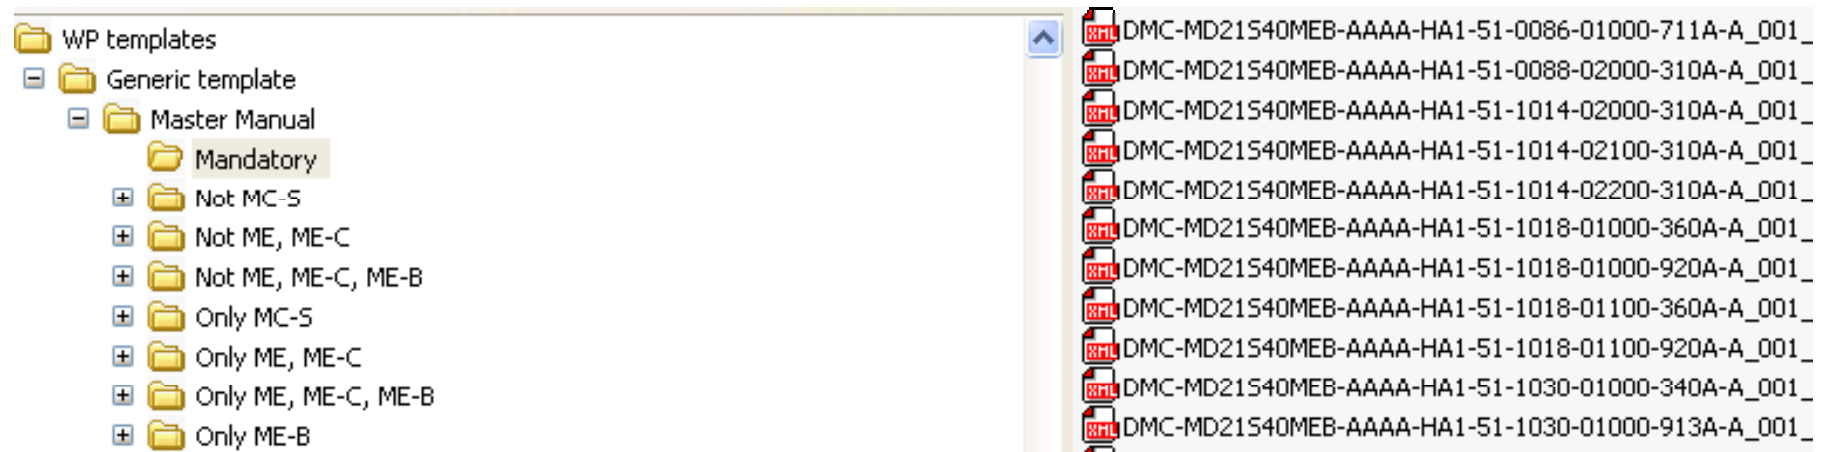 WP templates
Generic template
Master Manual
Mandatory
Not MC-S
Not ME, ME-C
Not ME, ME-C, ME-B
Only MC-S
Only ME, ME-C
Only ME, ME-C, ME-B
Only ME-B
DMC-MD21S40MEB-AAAA-HA1-51-0086-01000-711A-A_001_
DMC-MD21S40MEB-AAAA-HA1-51-0088-02000-310A-A_001_
DMC-MD21S40MEB-AAAA-HA1-51-1014-02000-310A-A_001_
DMC-MD21S40MEB-AAAA-HA1-51-1014-02100-310A-A_001_
DMC-MD21S40MEB-AAAA-HA1-51-1014-02200-310A-A_001_
DMC-MD21S40MEB-AAAA-HA1-51-1018-01000-360A-A_001_
DMC-MD21S40MEB-AAAA-HA1-51-1018-01000-920A-A_001_
DMC-MD21S40MEB-AAAA-HA1-51-1018-01100-360A-A_001_
DMC-MD21S40MEB-AAAA-HA1-51-1018-01100-920A-A_001_
DMC-MD21S40MEB-AAAA-HA1-51-1030-01000-340A-A_001_
DMC-MD21S40MEB-AAAA-HA1-51-1030-01000-913A-A_001_